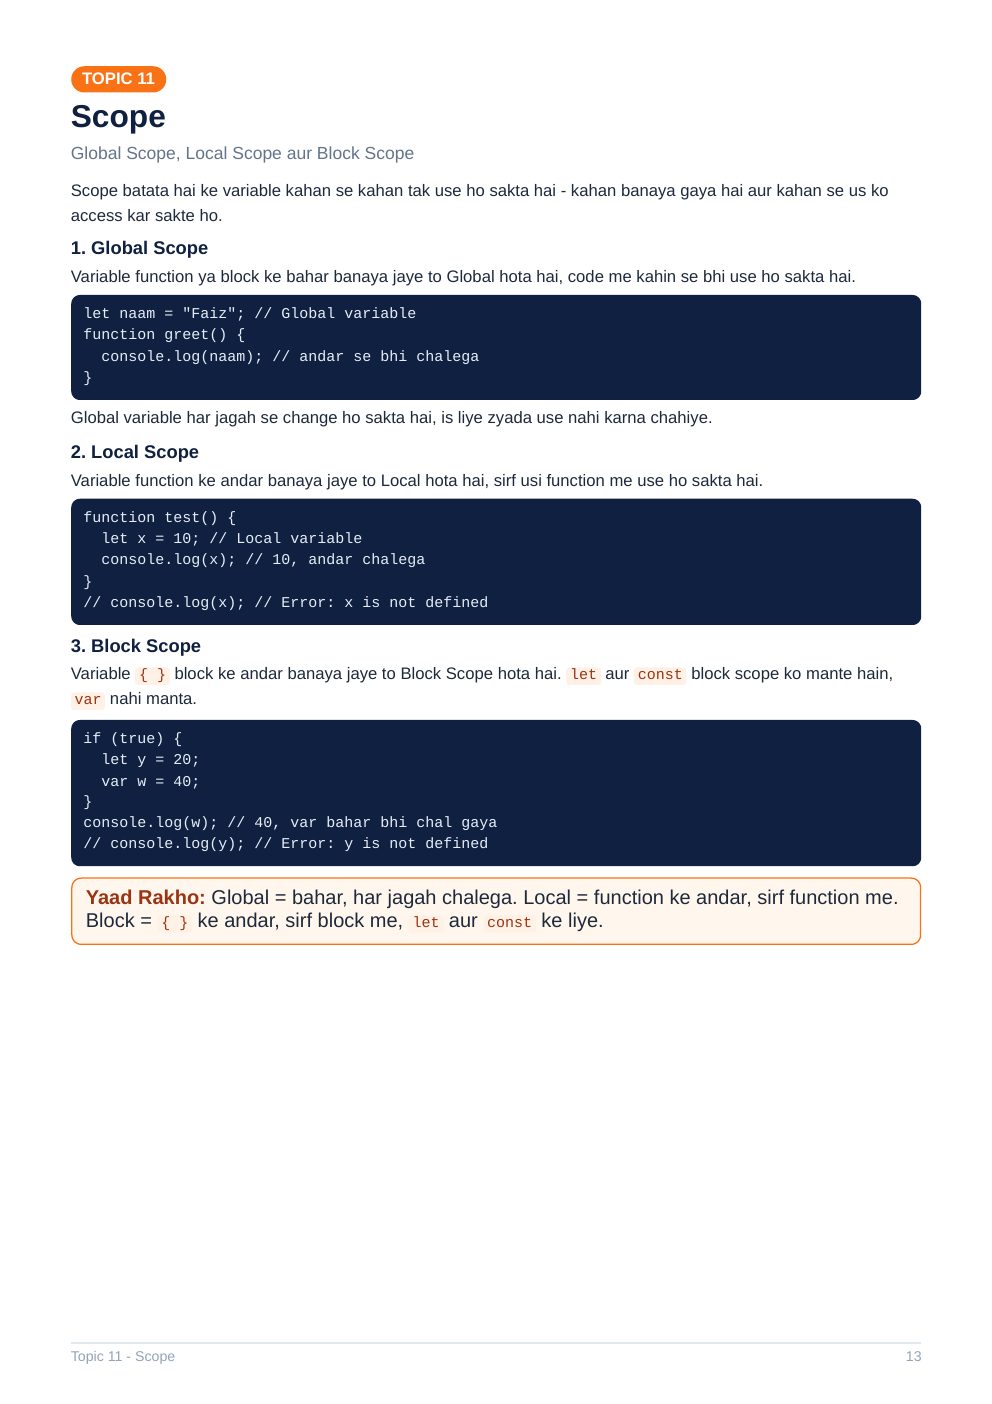 TOPIC 11
Scope
Global Scope, Local Scope aur Block Scope
Scope batata hai ke variable kahan se kahan tak use ho sakta hai - kahan banaya gaya hai aur kahan se us ko
access kar sakte ho.
1. Global Scope
Variable function ya block ke bahar banaya jaye to Global hota hai, code me kahin se bhi use ho sakta hai.
let naam = "Faiz"; // Global variable
function greet() {
  console.log(naam); // andar se bhi chalega
}
Global variable har jagah se change ho sakta hai, is liye zyada use nahi karna chahiye.
2. Local Scope
Variable function ke andar banaya jaye to Local hota hai, sirf usi function me use ho sakta hai.
function test() {
  let x = 10; // Local variable
  console.log(x); // 10, andar chalega
}
// console.log(x); // Error: x is not defined
3. Block Scope
Variable { } block ke andar banaya jaye to Block Scope hota hai. let aur const block scope ko mante hain,
var nahi manta.
if (true) {
  let y = 20;
  var w = 40;
}
console.log(w); // 40, var bahar bhi chal gaya
// console.log(y); // Error: y is not defined
Yaad Rakho: Global = bahar, har jagah chalega. Local = function ke andar, sirf function me.
Block = { } ke andar, sirf block me, let aur const ke liye.
Topic 11 - Scope
13